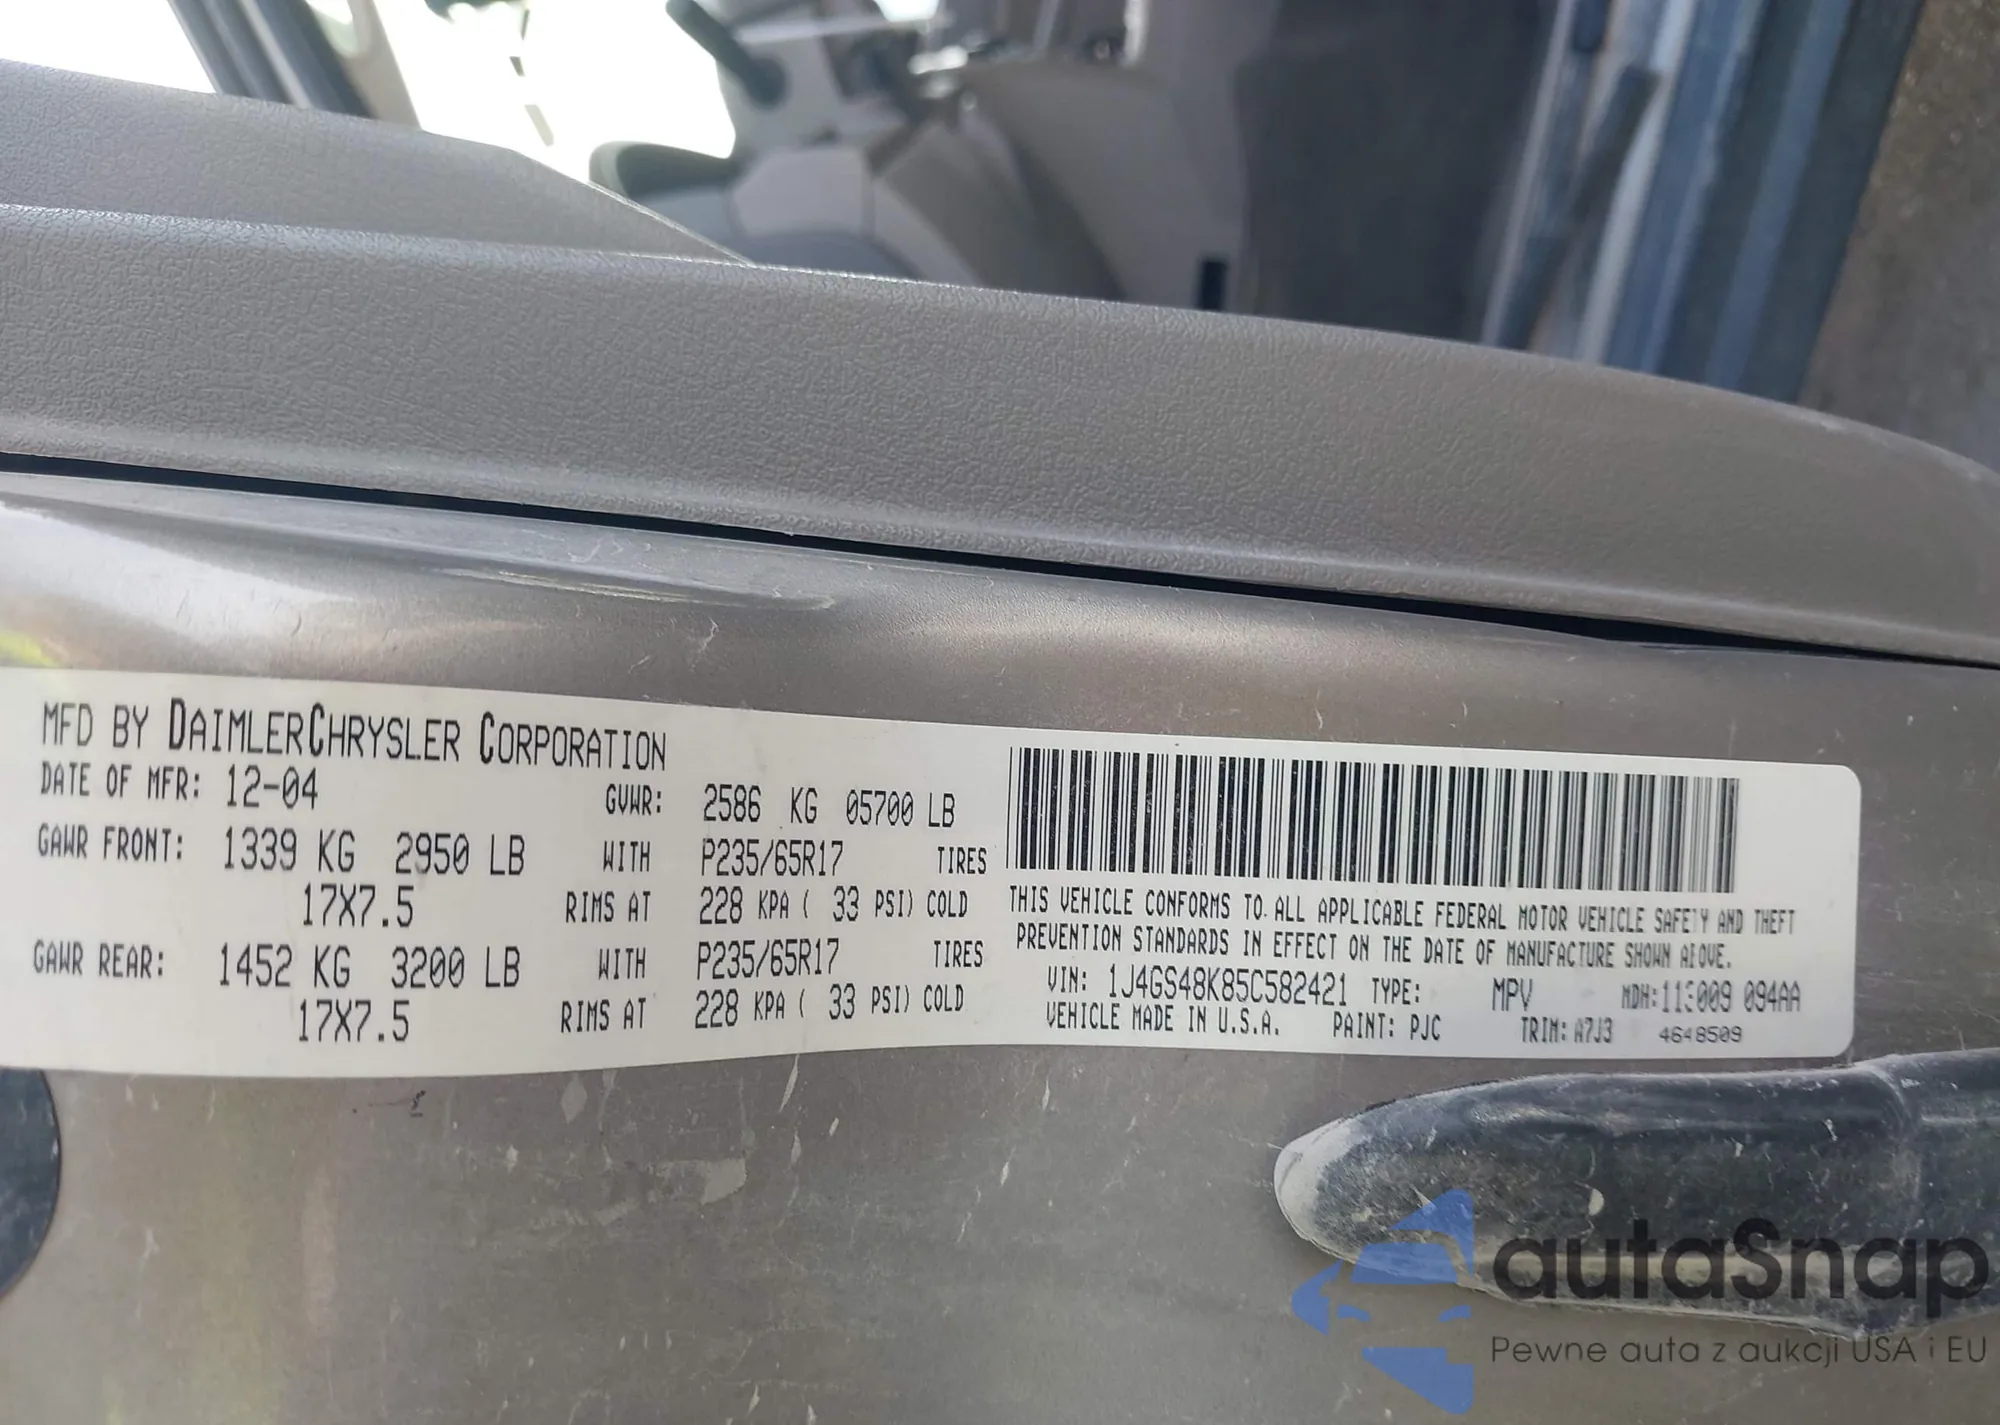 MFD BY DAIMLERCHRYSLER CORPORATION
DATE OF MFR: 12-04 GVWR: 2586 KG 05700 LB
GAWR FRONT: 1339 KG 2950 LB WITH P235/65R17 TIRES
17X7.5 RIMS AT 228 KPA ( 33 PSI) COLD
GAWR REAR: 1452 KG 3200 LB WITH P235/65R17 TIRES
17X7.5 RIMS AT 228 KPA ( 33 PSI) COLD
THIS VEHICLE CONFORMS TO ALL APPLICABLE FEDERAL MOTOR VEHICLE SAFETY AND THEFT
PREVENTION STANDARDS IN EFFECT ON THE DATE OF MANUFACTURE SHOWN ABOVE.
VIN: 1J4GS48K85C582421 TYPE: MPV MDH: 113009 094AA
VEHICLE MADE IN U.S.A. PAINT: PJC TRIM: A7J3 4648509
autaSnap
Pewne auta z aukcji USA i EU